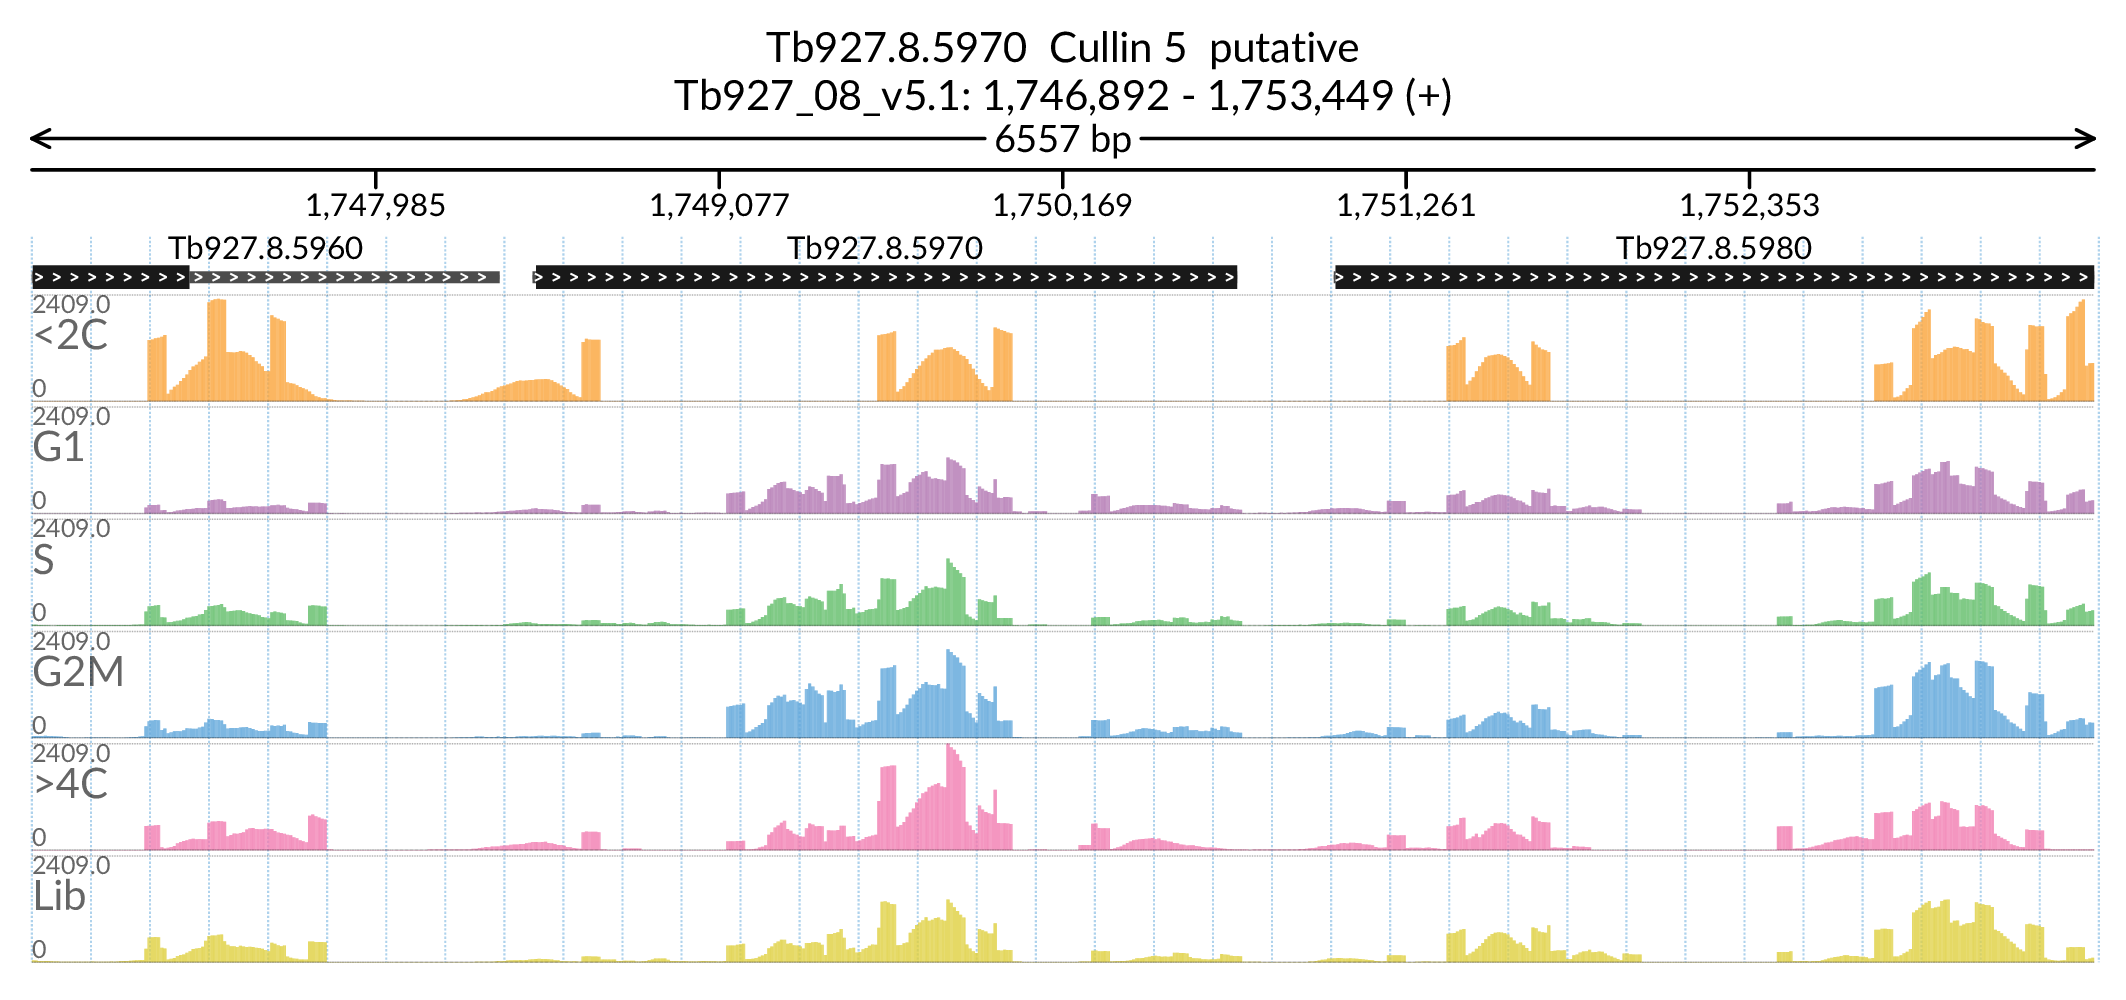 Tb927.8.5970  Cullin 5  putative
Tb927_08_v5.1: 1,746,892 - 1,753,449 (+)
6557 bp
1,747,985 1,749,077 1,750,169 1,751,261 1,752,353
Tb927.8.5960 Tb927.8.5970 Tb927.8.5980
2409.0
<2C
0
2409.0
G1
0
2409.0
S
0
2409.0
G2M
0
2409.0
>4C
0
2409.0
Lib
0